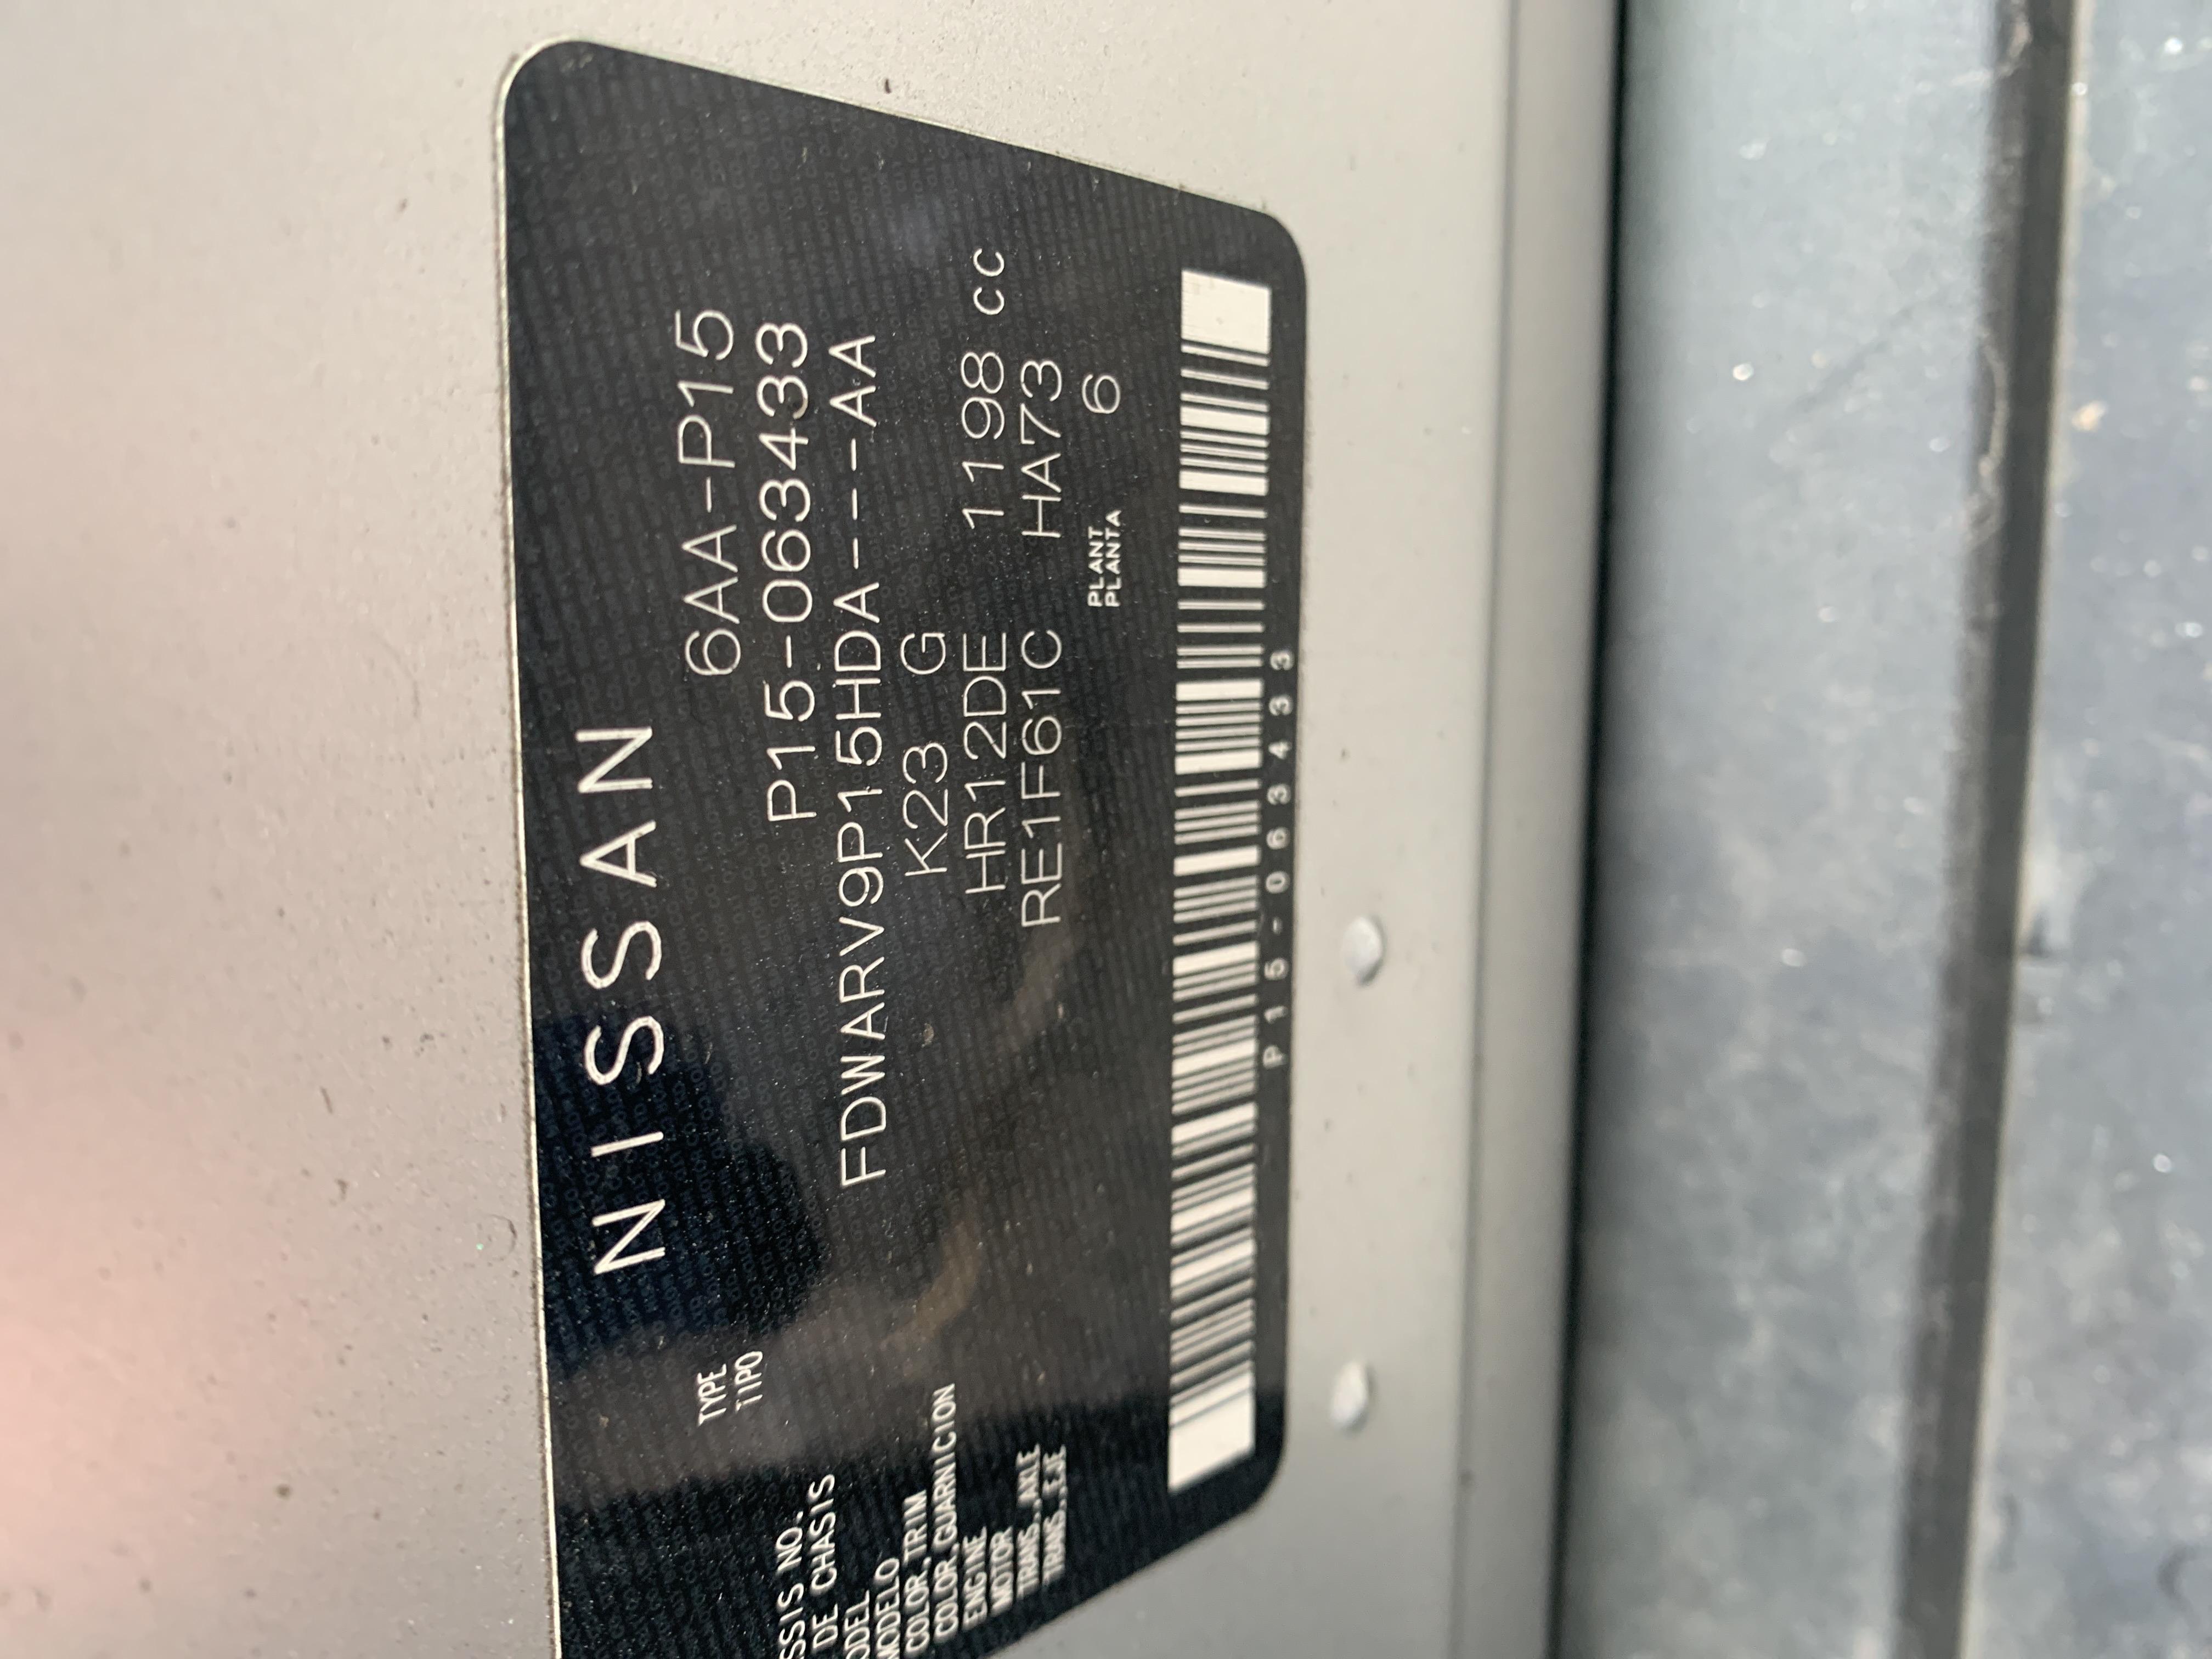 NISSAN
TYPE 6AA-P15
TIPO
SSIS NO. P15-063433
DE CHASIS
ODEL FDWARV9P15HDA----AA
MODELO
COLOR,TRIM K23 G
COLOR,GUARNICION
ENGINE HR12DE 1198 cc
MOTOR
TRANS.,AXLE RE1F61C HA73
TRANS.,EJE
PLANT 6
PLANTA
P15-063433